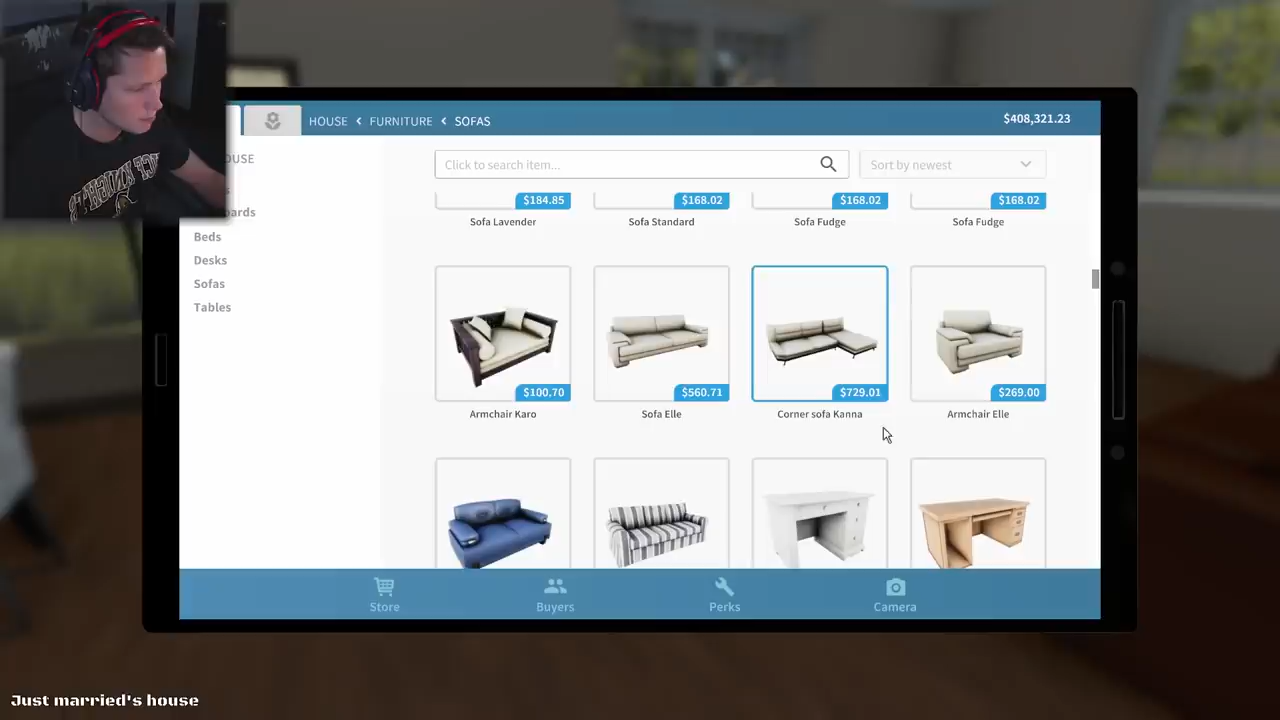 HOUSE < FURNITURE < SOFAS
$408,321.23
OUSE
Click to search item...
Sort by newest
ards
Beds
Desks
Sofas
Tables
$184.85
$168.02
$168.02
$168.02
Sofa Lavender
Sofa Standard
Sofa Fudge
Sofa Fudge
$100.70
$560.71
$729.01
$269.00
Armchair Karo
Sofa Elle
Corner sofa Kanna
Armchair Elle
Store
Buyers
Perks
Camera
Just married's house